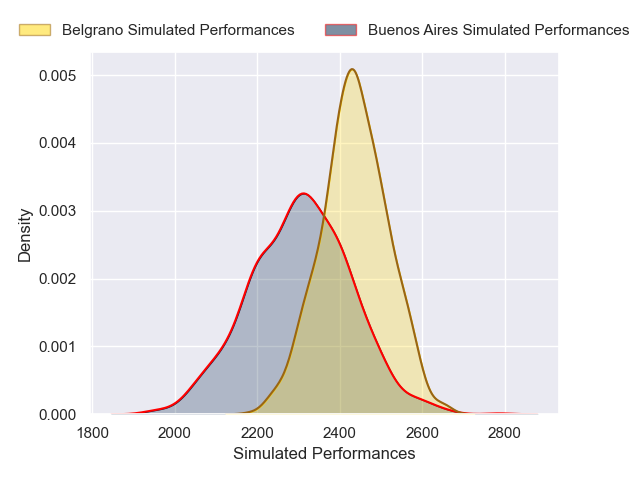 Belgrano Simulated Performances Buenos Aires Simulated Performances
0.005
0.004
0.003
0.002
0.001
0.000
Density
1800 2000 2200 2400 2600 2800
Simulated Performances